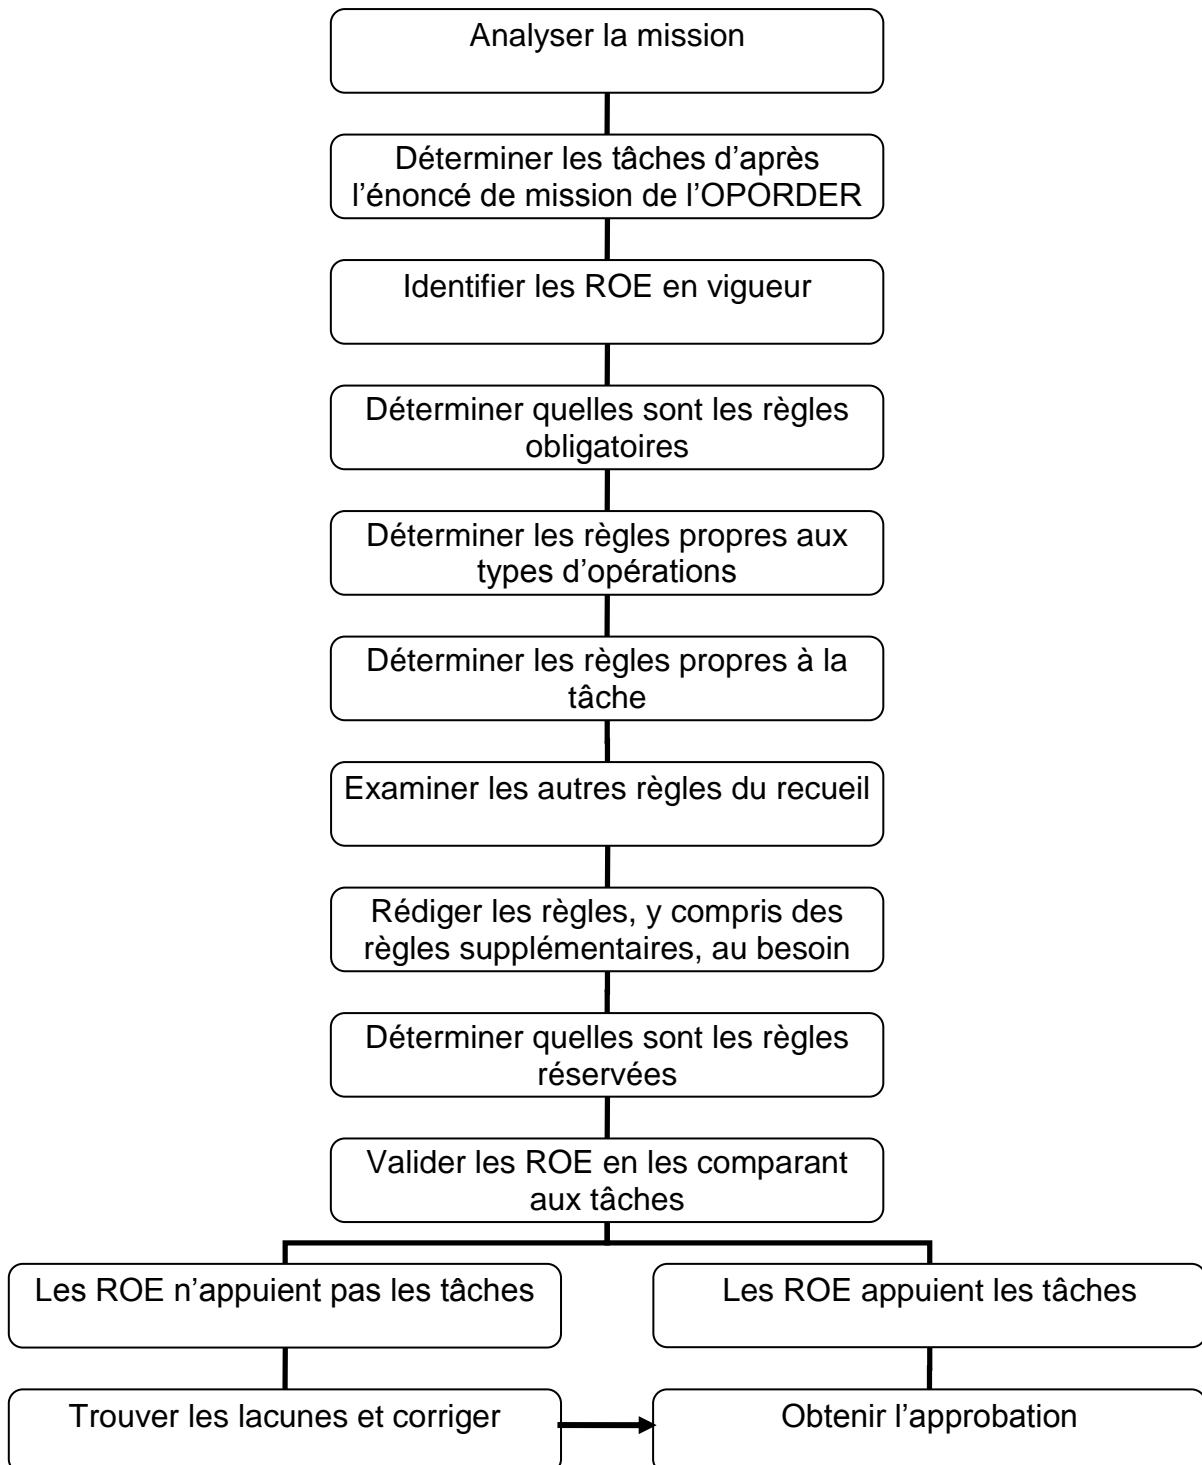 Analyser la mission
Déterminer les tâches d’après
l’énoncé de mission de l’OPORDER
Identifier les ROE en vigueur
Déterminer quelles sont les règles
obligatoires
Déterminer les règles propres aux
types d’opérations
Déterminer les règles propres à la
tâche
Examiner les autres règles du recueil
Rédiger les règles, y compris des
règles supplémentaires, au besoin
Déterminer quelles sont les règles
réservées
Valider les ROE en les comparant
aux tâches
Les ROE n’appuient pas les tâches
Les ROE appuient les tâches
Trouver les lacunes et corriger
Obtenir l’approbation